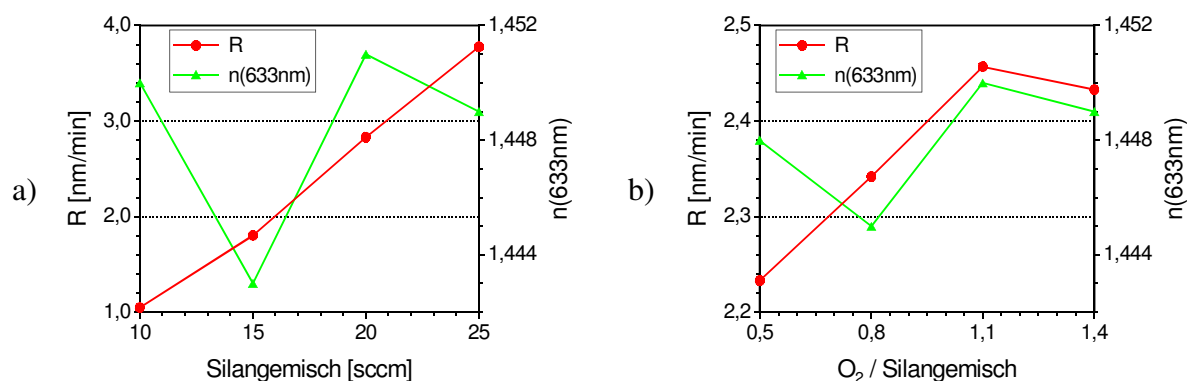 a)
4,0
3,0
2,0
1,0
R [nm/min]
R
n(633nm)
1,452
1,448
1,444
n(633nm)
10 15 20 25
Silangemisch [sccm]
b)
2,5
2,4
2,3
2,2
R [nm/min]
R
n(633nm)
1,452
1,448
1,444
n(633nm)
0,5 0,8 1,1 1,4
O₂ / Silangemisch